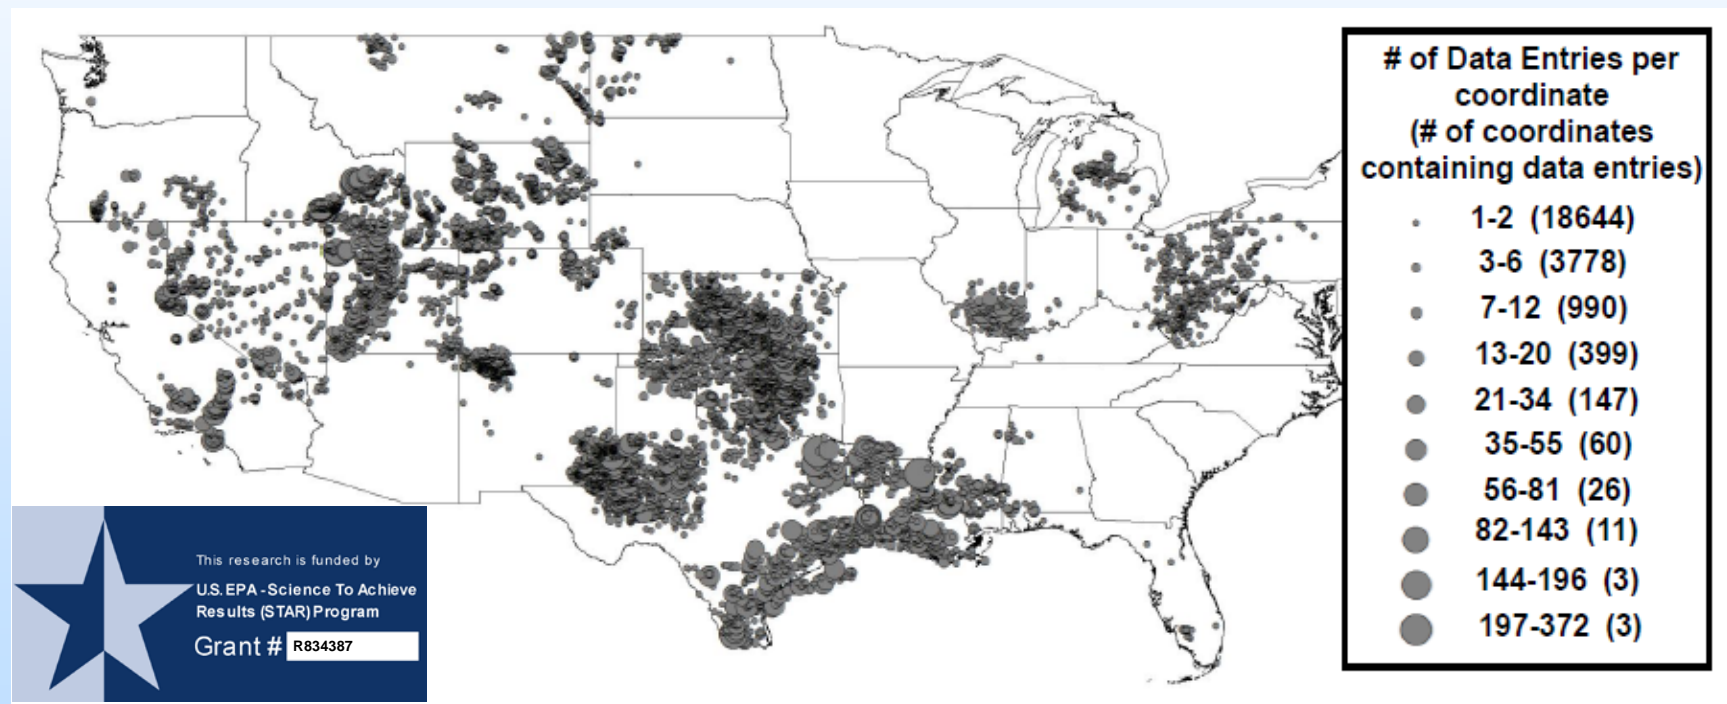 # of Data Entries per
coordinate
(# of coordinates
containing data entries)
1-2 (18644)
3-6 (3778)
7-12 (990)
13-20 (399)
21-34 (147)
35-55 (60)
56-81 (26)
82-143 (11)
144-196 (3)
197-372 (3)
This research is funded by
U.S. EPA - Science To Achieve
Results (STAR) Program
Grant # R834387